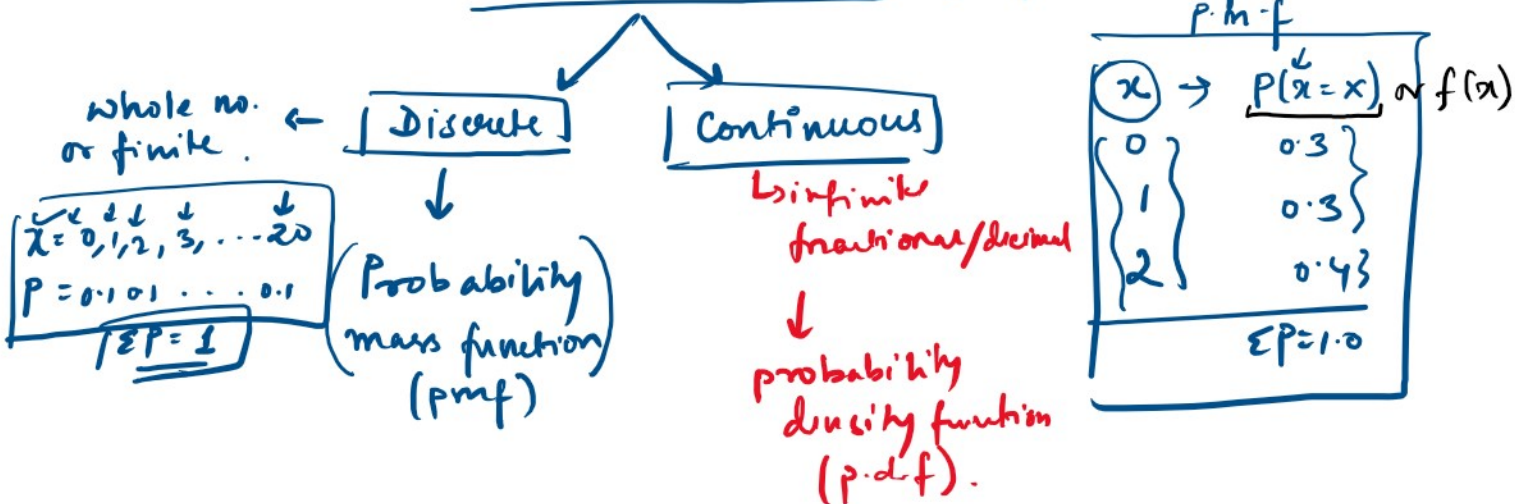 whole no.
or finite.
← Discrete
Continuous
x = 0, 1, 2, 3, ....20
P = 0.1 0.1 . . . . 0.1
ΣP = 1
(Probability
mass function)
(pmf)
↳ infinite
fractional/decimal
probability
density function
(p.d.f).
p.m.f
x → P(x = x) or f(x)
0 0.3
1 0.3
2 0.4
ΣP = 1.0